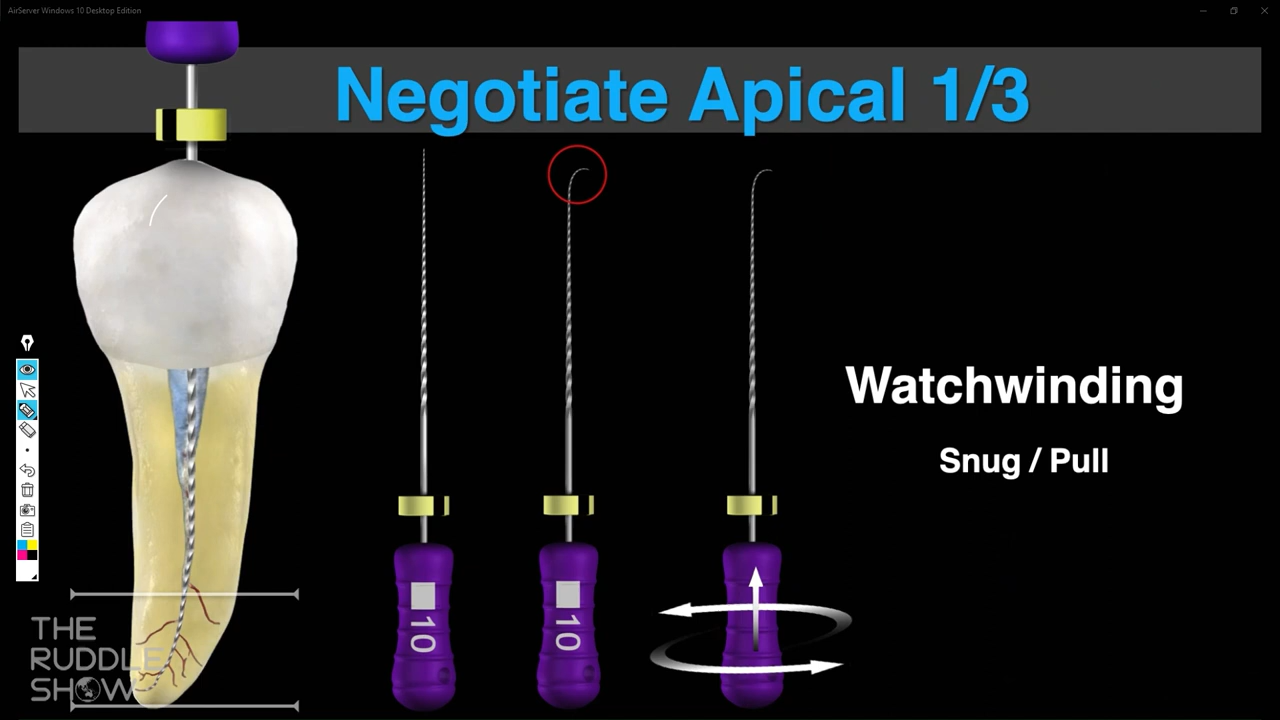 AirServer Windows 10 Desktop Edition
Negotiate Apical 1/3
Watchwinding
Snug / Pull
10
10
THE
RUDDLE
SHOW